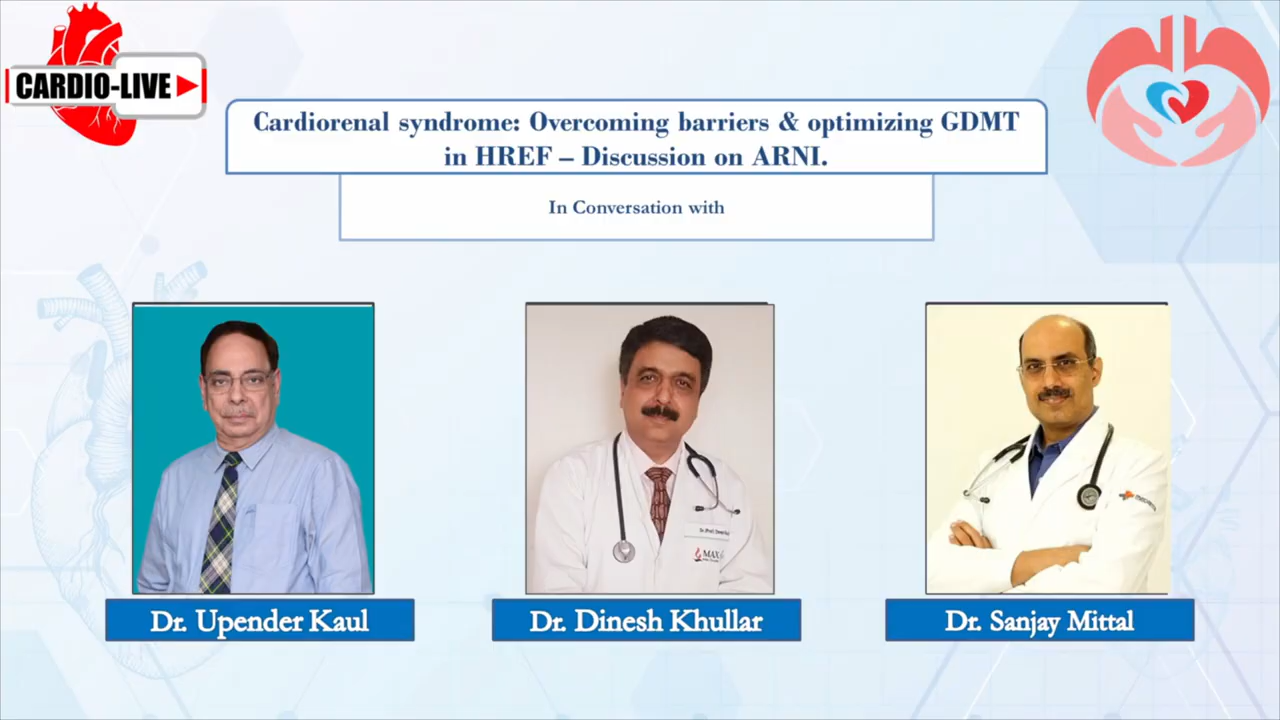 CARDIO-LIVE
Cardiorenal syndrome: Overcoming barriers & optimizing GDMT
in HREF – Discussion on ARNI.
In Conversation with
MAX
Dr. Upender Kaul
Dr. Dinesh Khullar
Dr. Sanjay Mittal